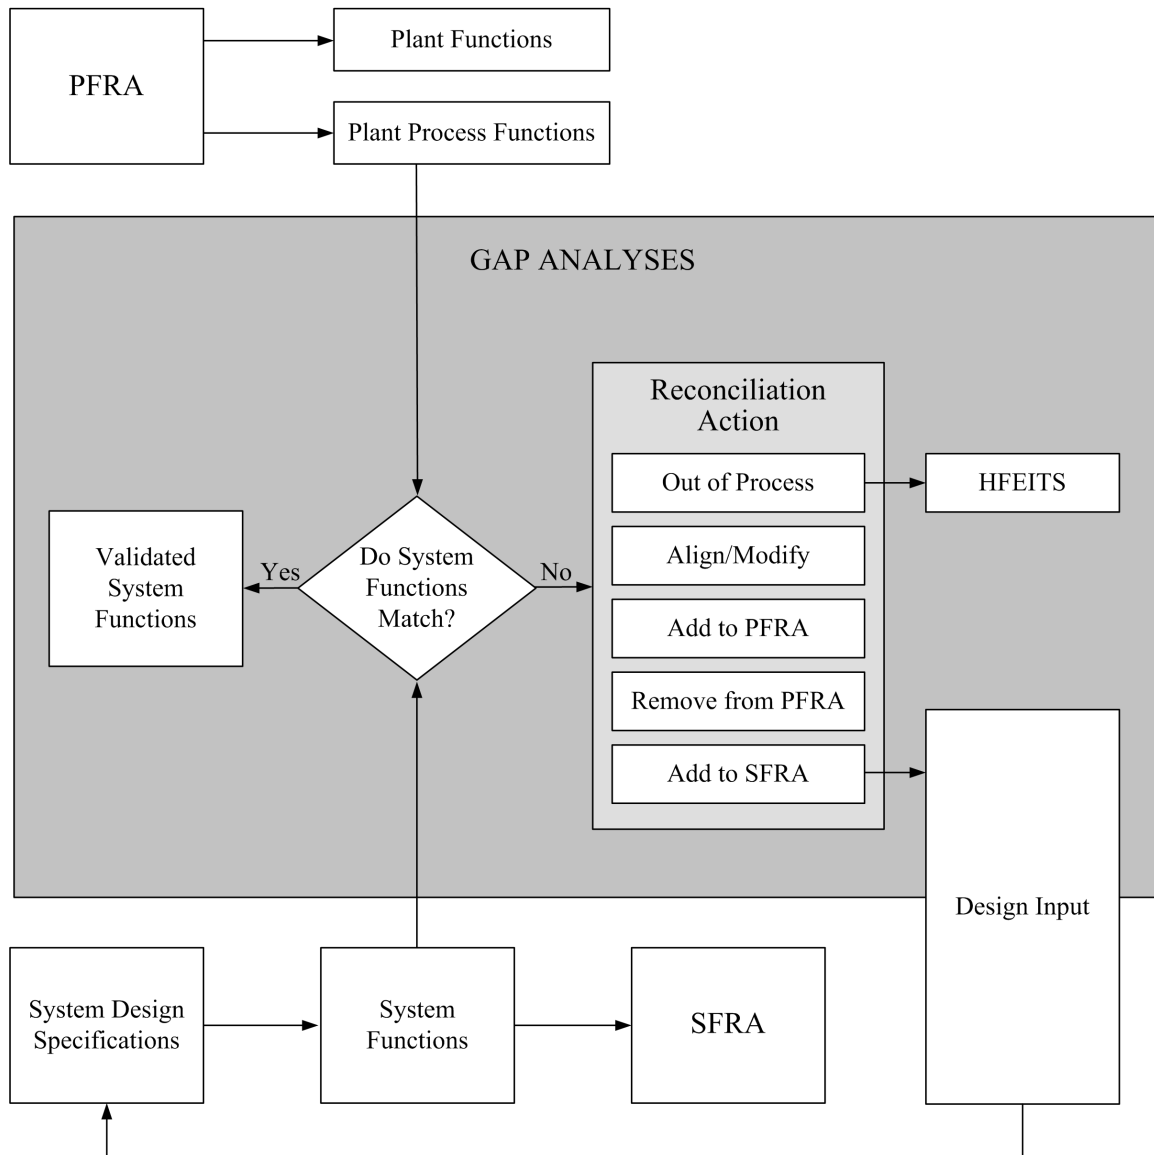 PFRA
Plant Functions
Plant Process Functions
GAP ANALYSES
Reconciliation
Action
Out of Process
HFEITS
Align/Modify
Add to PFRA
Remove from PFRA
Add to SFRA
Validated
System
Functions
Yes
Do System
Functions
Match?
No
Design Input
System Design
Specifications
System
Functions
SFRA